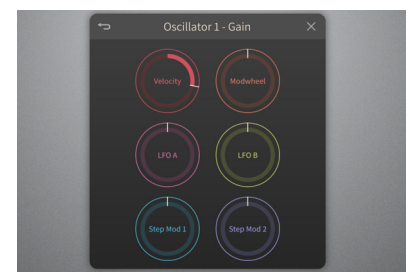 Oscillator 1 - Gain
Velocity
Modwheel
LFO A
LFO B
Step Mod 1
Step Mod 2